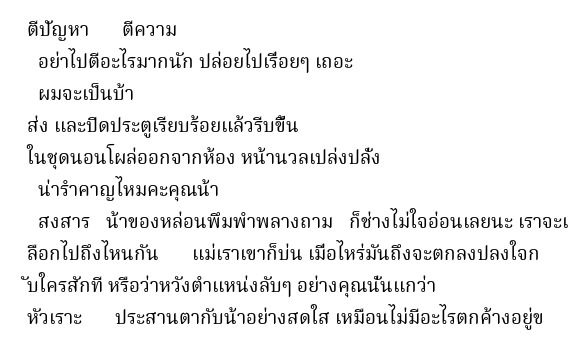 ตีปัญหา ตีความ
อย่าไปตีอะไรมากนัก ปล่อยไปเรื่อยๆ เถอะ
ผมจะเป็นบ้า
ส่ง และปิดประตูเรียบร้อยแล้วรีบขึ้น
ในชุดนอนโผล่ออกจากห้อง หน้านวลเปล่งปลั่ง
น่ารำคาญไหมคะคุณน้า
สงสาร น้าของหล่อนพึมพำพลางถาม ก็ช่างไม่ใจอ่อนเลยนะ เราจะเ
ลือกไปถึงไหนกัน แม่เราเขาก็บ่น เมื่อไหร่มันถึงจะตกลงปลงใจก
ับใครสักที หรือว่าหวังตำแหน่งลับๆ อย่างคุณนั้นแกว่า
หัวเราะ ประสานตากับน้าอย่างสดใส เหมือนไม่มีอะไรตกค้างอยู่ข